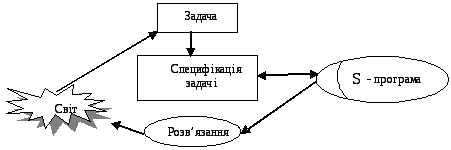 Задача
Специфікація
задачі
S - програма
Світ
Розв'язання